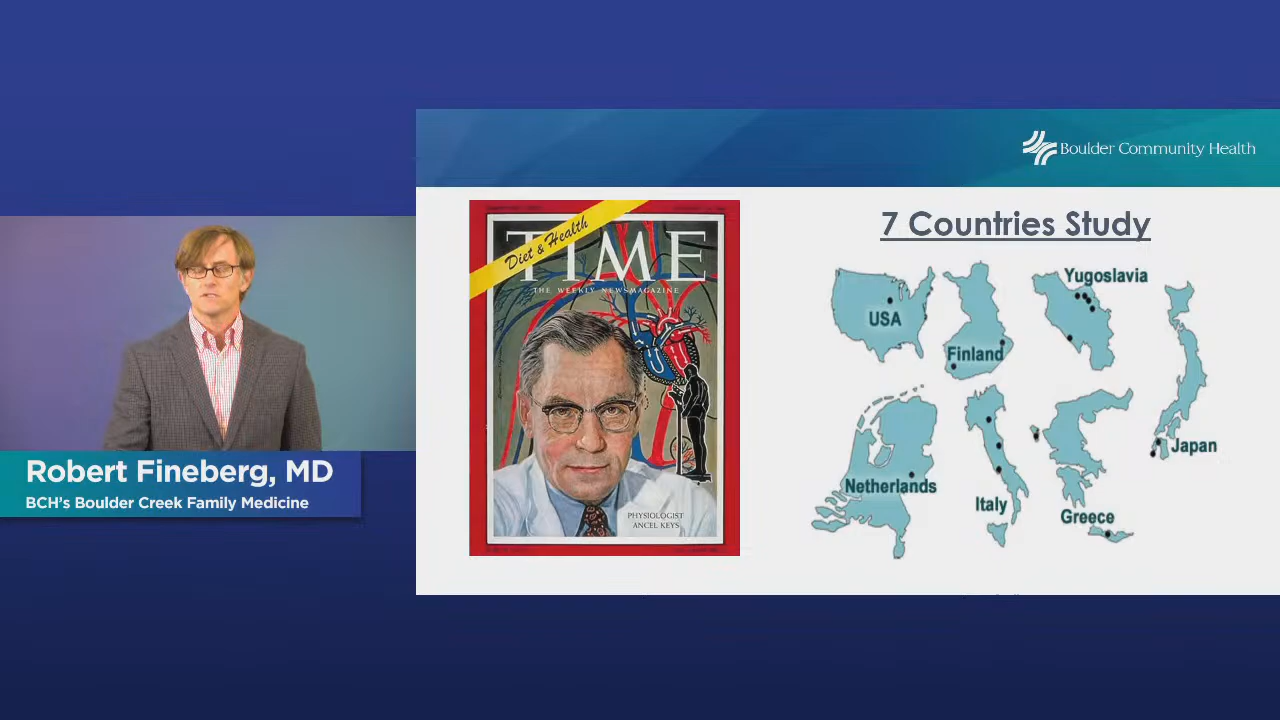 Boulder Community Health
Diet & Health
TIME
THE WEEKLY NEWSMAGAZINE
PHYSIOLOGIST
ANCEL KEYS
7 Countries Study
USA
Finland
Yugoslavia
Netherlands
Italy
Greece
Japan
Robert Fineberg, MD
BCH's Boulder Creek Family Medicine